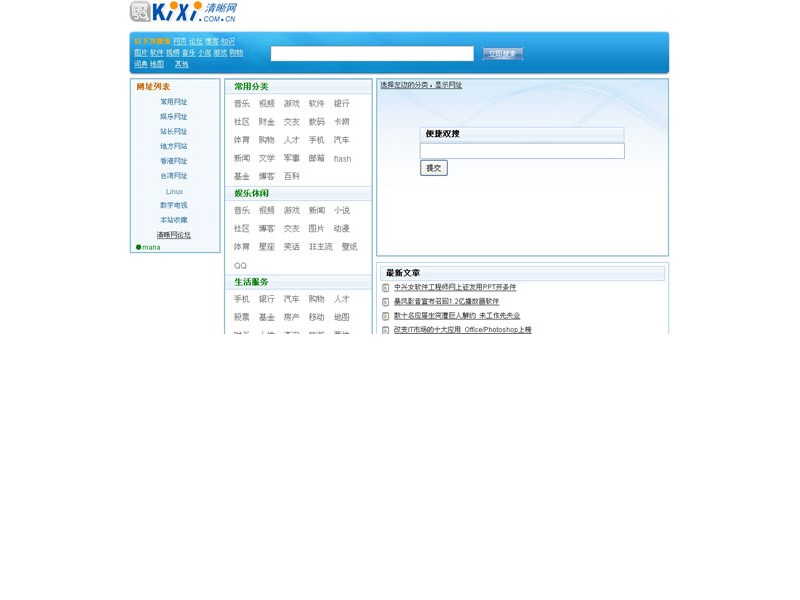 KiXi 清晰网
.COM.CN
网页 论坛 博客 知识
图片 软件 视频 音乐 小说 游戏 购物
词典 地图 其他
立即搜索
网址列表
常用网址
娱乐网址
站长网址
地方网站
香港网址
台湾网址
Linux
数字电视
本站收藏
清晰网论坛
mana
常用分类
音乐 视频 游戏 软件 银行
社区 财金 交友 数码 卡网
体育 购物 人才 手机 汽车
新闻 文学 军事 邮箱 flash
基金 博客 百科
娱乐休闲
音乐 视频 游戏 新闻 小说
社区 博客 交友 图片 动漫
体育 星座 笑话 非主流 壁纸
QQ
生活服务
手机 银行 汽车 购物 人才
股票 基金 房产 移动 地图
选择左边的分类，显示网址
便捷双搜
提交
最新文章
中兴女软件工程师网上征友用PPT开条件
暴风影音宣布召回1.2亿播放器软件
数十名应届生突遭巨人解约 未工作先失业
改变IT市场的十大应用 Office/Photoshop上榜